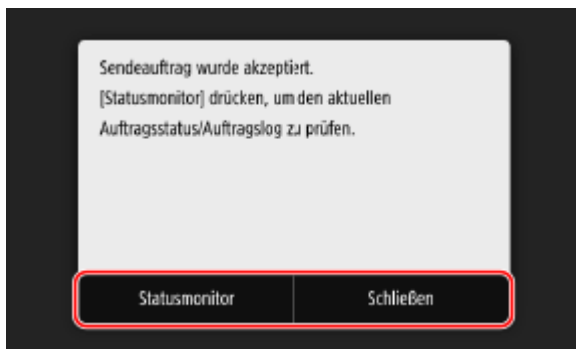 Sendeauftrag wurde akzeptiert.
[Statusmonitor] drücken, um den aktuellen
Auftragsstatus/Auftragslog zu prüfen.
Statusmonitor
Schließen